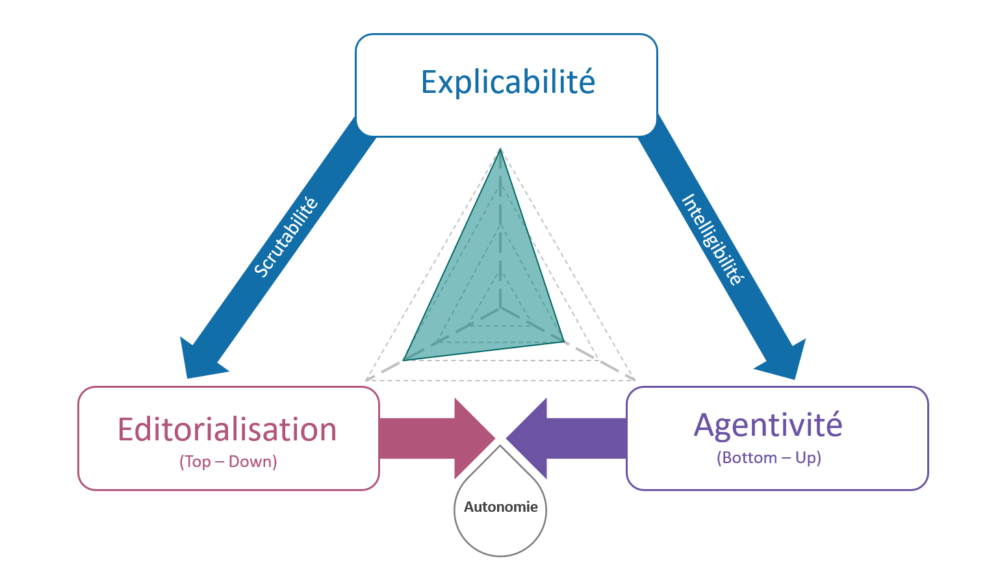 Explicabilité
Scrutabilité
Intelligibilité
Editorialisation
(Top – Down)
Agentivité
(Bottom – Up)
Autonomie